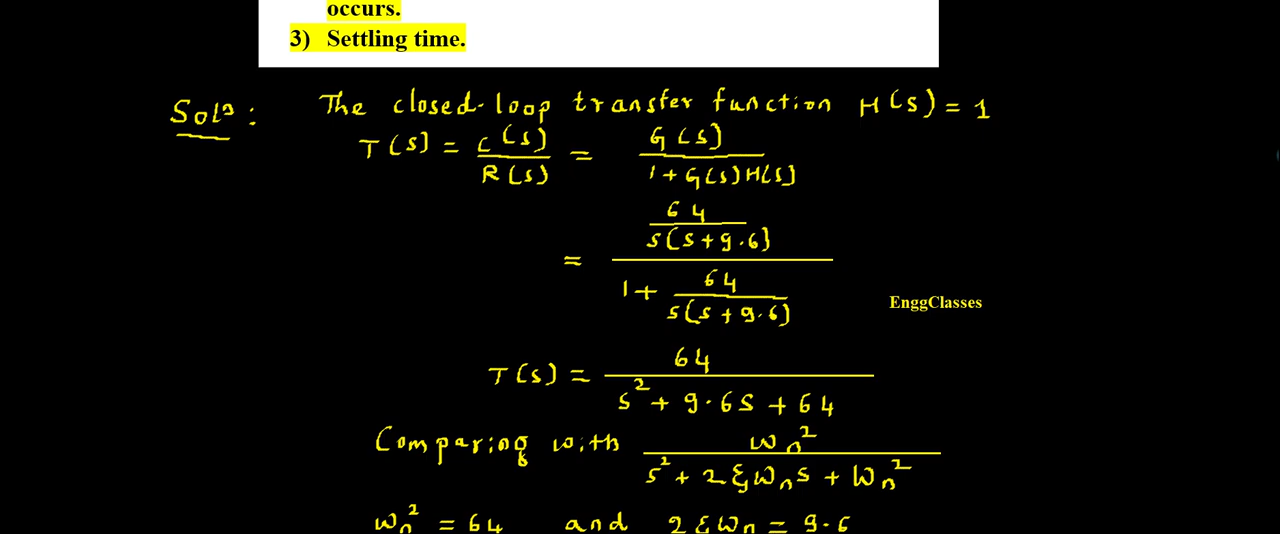 occurs.
3) Settling time.
Soln: The closed-loop transfer function H(s) = 1
T(s) = C(s)/R(s) = G(s)/(1 + G(s)H(s))
= (64/(s(s+9.6)))/(1 + 64/(s(s+9.6)))
EnggClasses
T(s) = 64/(s² + 9.6s + 64)
Comparing with ωn²/(s² + 2ξωns + ωn²)
ωn² = 64 and 2ξωn = 9.6